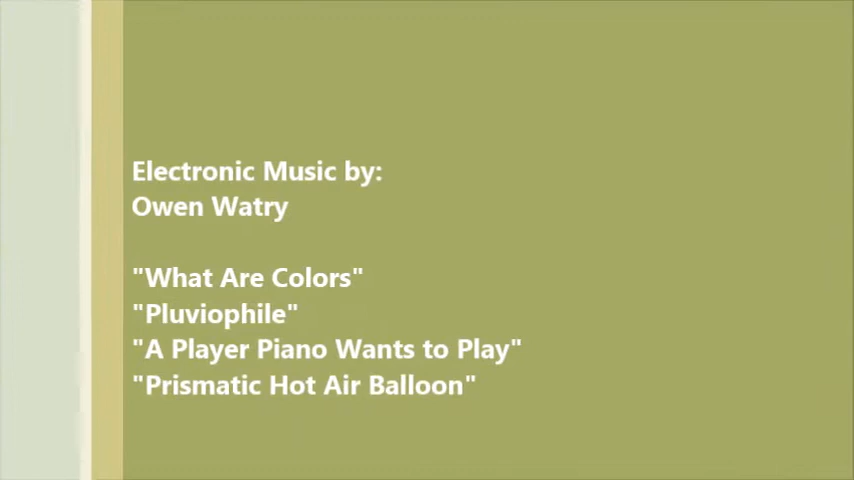 Electronic Music by:
Owen Watry
"What Are Colors"
"Pluviophile"
"A Player Piano Wants to Play"
"Prismatic Hot Air Balloon"